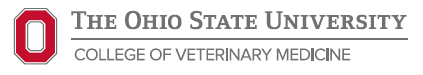 THE OHIO STATE UNIVERSITY
COLLEGE OF VETERINARY MEDICINE